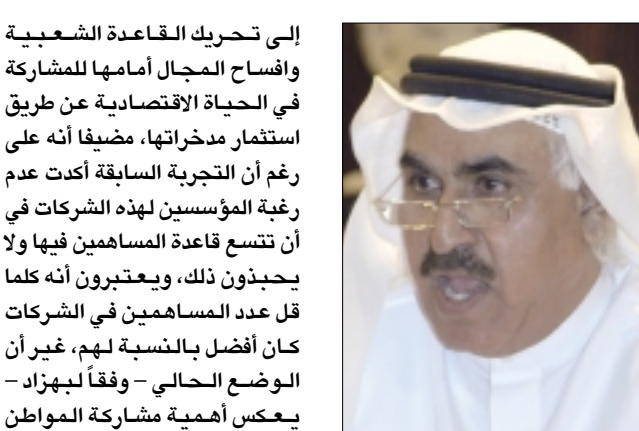 إلى تحريك القاعدة الشعبية
وافساح المجال أمامها للمشاركة
في الحياة الاقتصادية عن طريق
استثمار مدخراتها، مضيفا أنه على
رغم أن التجربة السابقة أكدت عدم
رغبة المؤسسين لهذه الشركات في
أن تتسع قاعدة المساهمين فيها ولا
يحبذون ذلك، ويعتبرون أنه كلما
قل عدد المساهمين في الشركات
كان أفضل بالنسبة لهم، غير أن
الوضع الحالي – وفقاً لبهزاد –
يعكس أهمية مشاركة المواطن